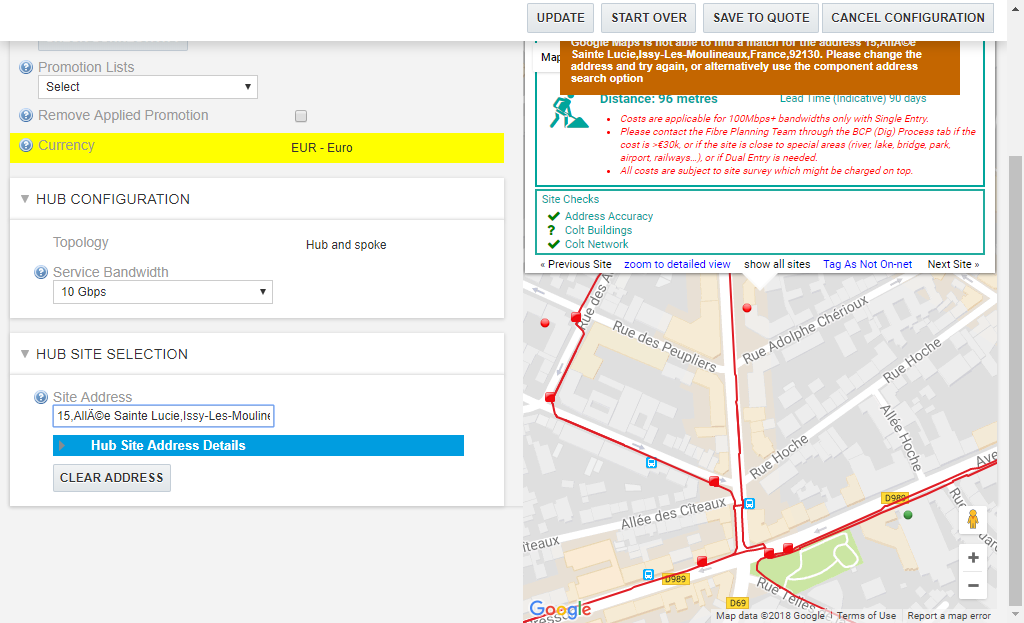 UPDATE
START OVER
SAVE TO QUOTE
CANCEL CONFIGURATION
Promotion Lists
Select
Remove Applied Promotion
Currency
EUR - Euro
HUB CONFIGURATION
Topology
Hub and spoke
Service Bandwidth
10 Gbps
HUB SITE SELECTION
Site Address
15,AllÃ©e Sainte Lucie,Issy-Les-Mouline
Hub Site Address Details
CLEAR ADDRESS
Map
Google Maps is not able to find a match for the address 15,AllÃ©e
Sainte Lucie,Issy-Les-Moulineaux,France,92130. Please change the
address and try again, or alternatively use the component address
search option
Distance: 96 metres
Lead Time (Indicative) 90 days
Costs are applicable for 100Mbps+ bandwidths only with Single Entry.
Please contact the Fibre Planning Team through the BCP (Dig) Process tab if the
cost is >€30k, or if the site is close to special areas (river, lake, bridge, park,
airport, railways...), or if Dual Entry is needed.
All costs are subject to site survey which might be charged on top.
Site Checks
Address Accuracy
? Colt Buildings
Colt Network
« Previous Site
zoom to detailed view
show all sites
Tag As Not On-net
Next Site »
Rue des A
Rue des Peupliers
Rue Adolphe Chérioux
Rue Hoche
Allée Hoche
Rue Hoche
Ave
D989
Allée des Cîteaux
îteaux
D989
D69
Rue Telles
Google
Map data ©2018 Google
Terms of Use
Report a map error